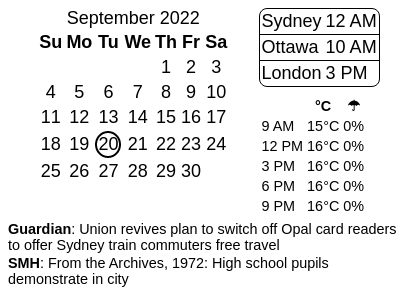 September 2022
Su Mo Tu We Th Fr Sa
1 2 3
4 5 6 7 8 9 10
11 12 13 14 15 16 17
18 19 20 21 22 23 24
25 26 27 28 29 30
Sydney 12 AM
Ottawa 10 AM
London 3 PM
°C ☂
9 AM 15°C 0%
12 PM 16°C 0%
3 PM 16°C 0%
6 PM 16°C 0%
9 PM 16°C 0%
Guardian: Union revives plan to switch off Opal card readers
to offer Sydney train commuters free travel
SMH: From the Archives, 1972: High school pupils
demonstrate in city